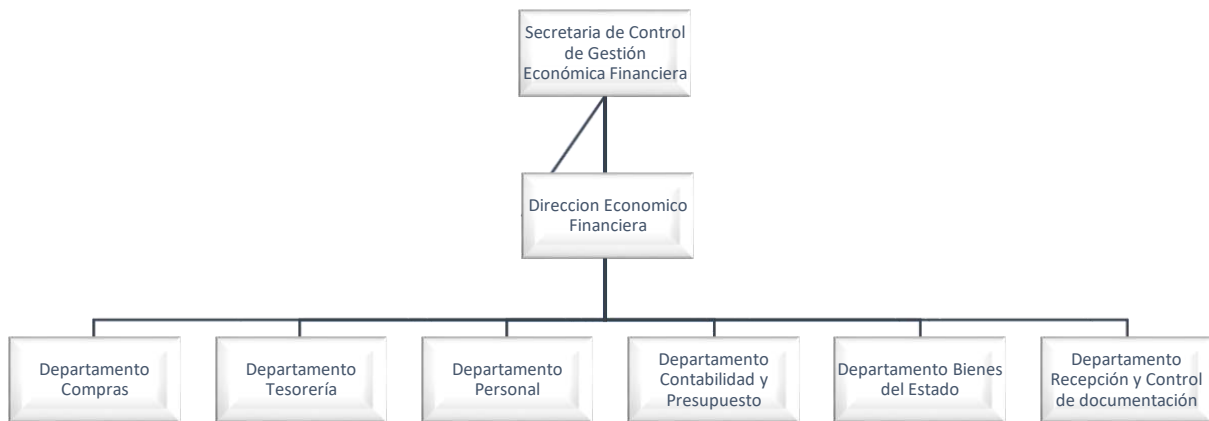 Secretaria de Control
de Gestión
Económica Financiera
Direccion Economico
Financiera
Departamento
Compras
Departamento
Tesorería
Departamento
Personal
Departamento
Contabilidad y
Presupuesto
Departamento Bienes
del Estado
Departamento
Recepción y Control
de documentación